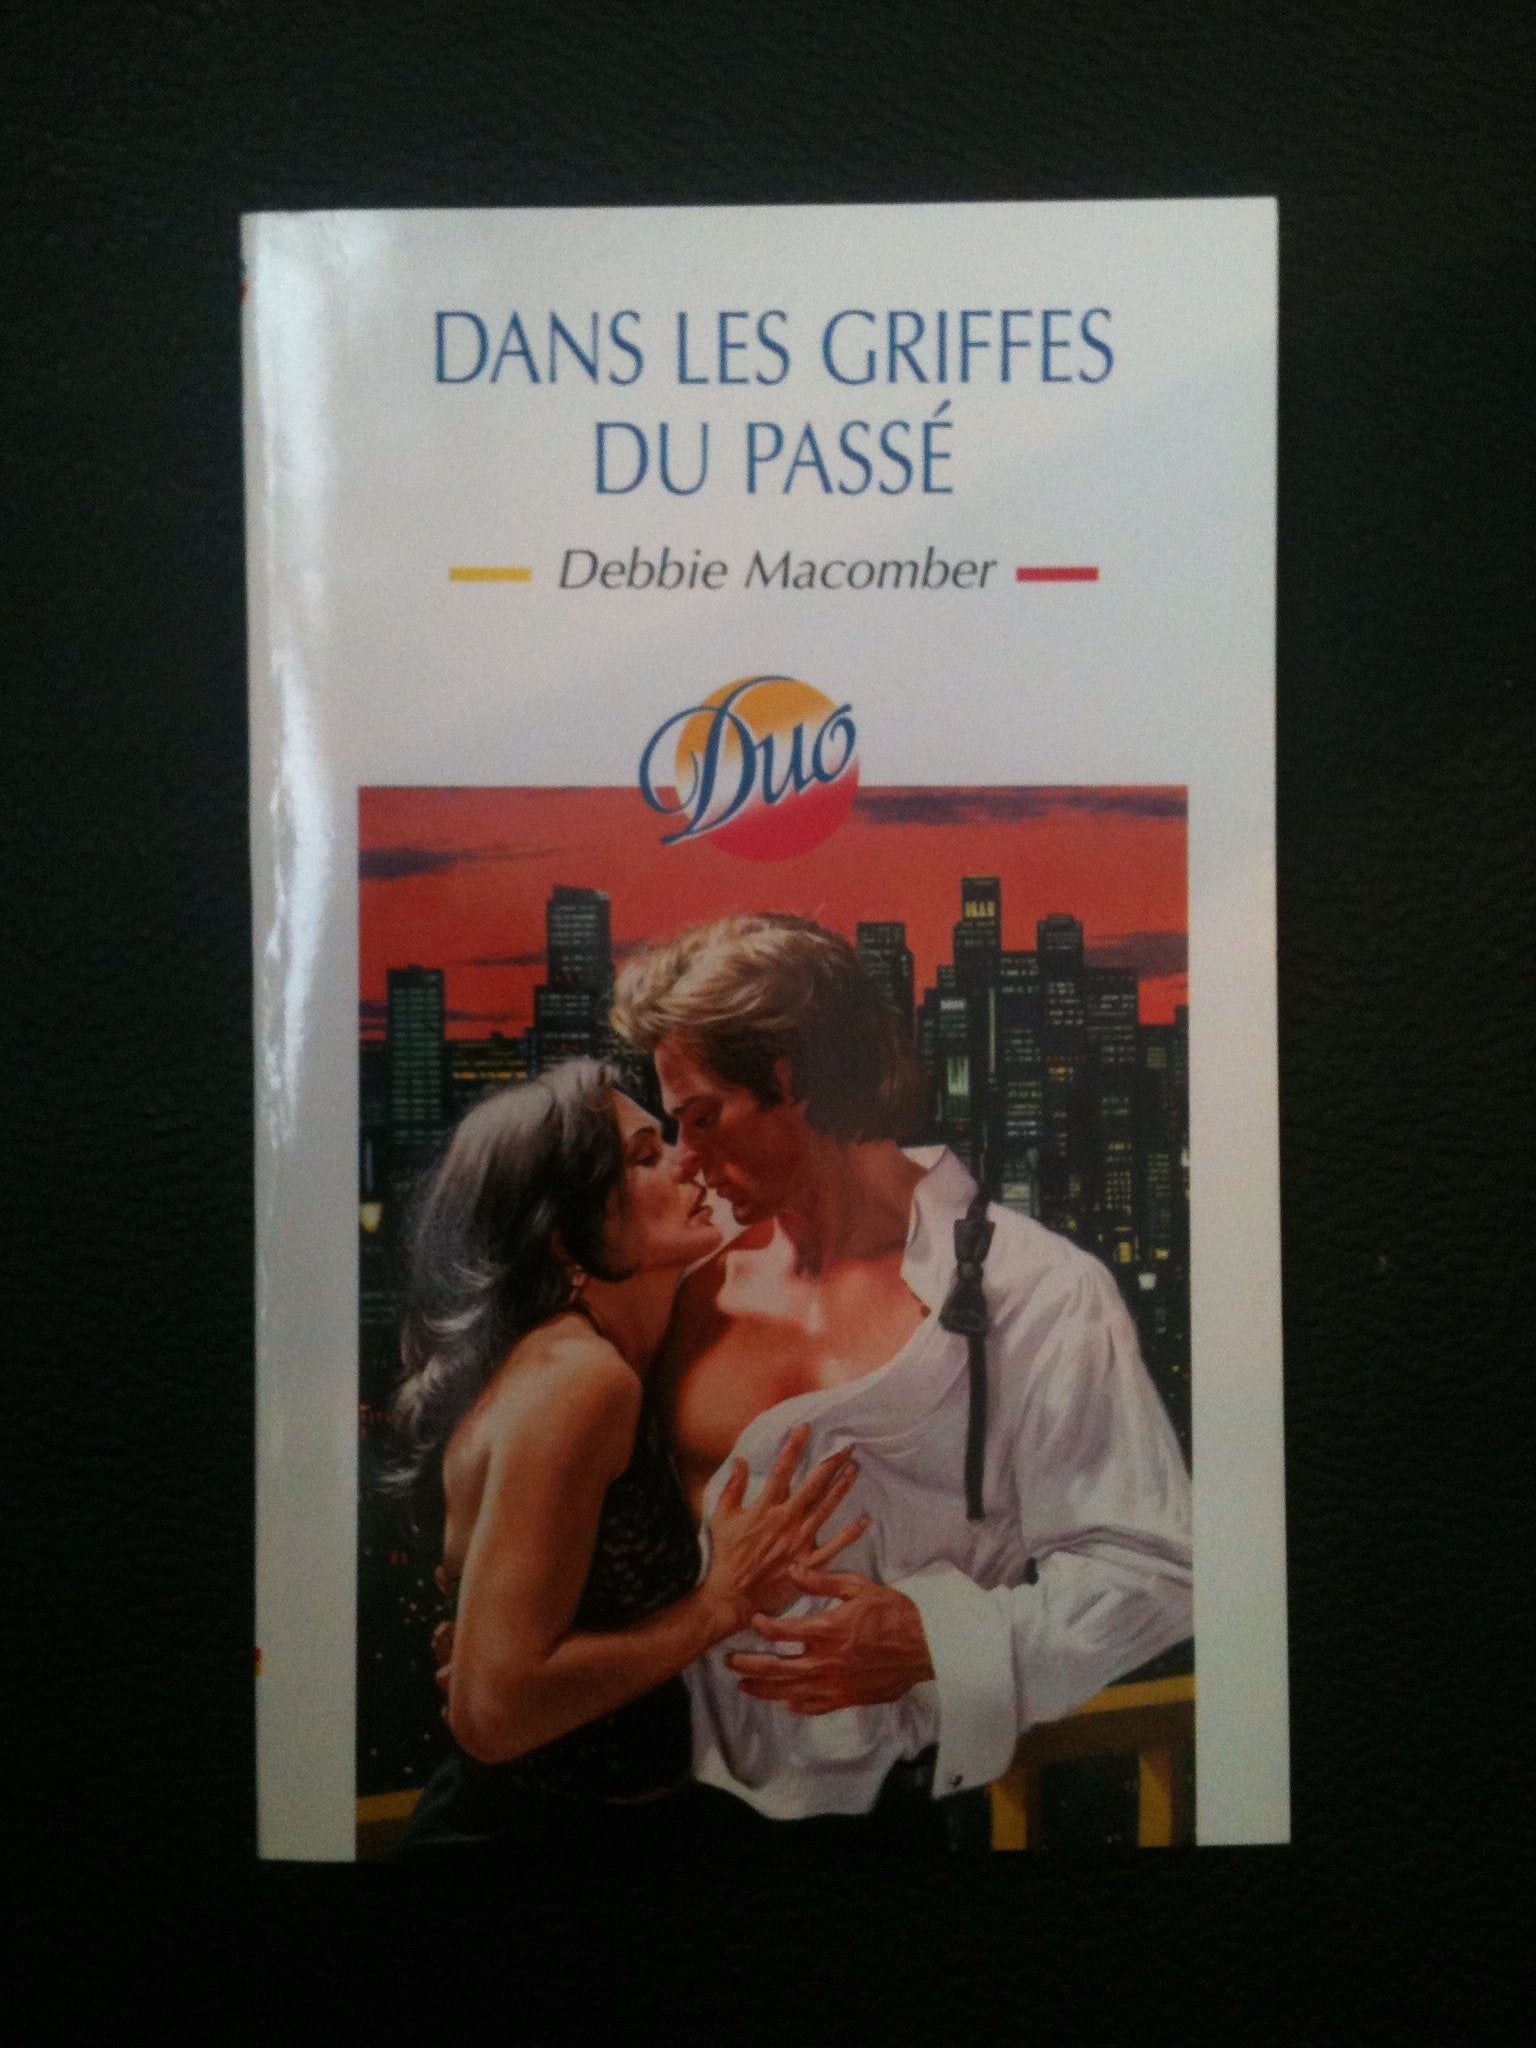 DANS LES GRIFFES
DU PASSÉ
Debbie Macomber
Duo